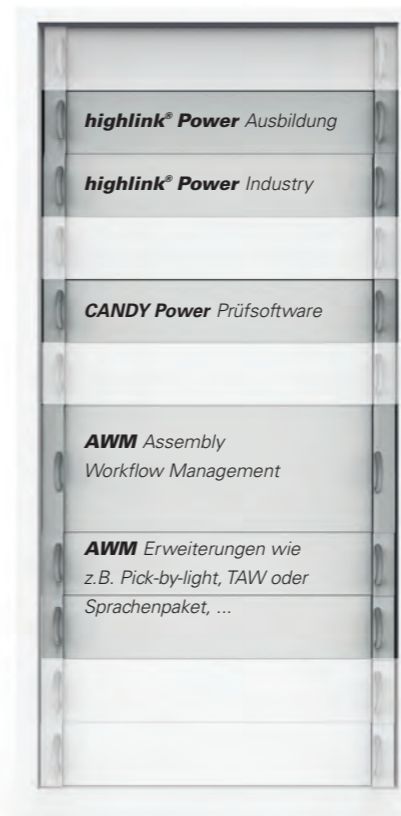 highlink® Power Ausbildung
highlink® Power Industry
CANDY Power Prüfsoftware
AWM Assembly
Workflow Management
AWM Erweiterungen wie
z.B. Pick-by-light, TAW oder
Sprachenpaket, ...